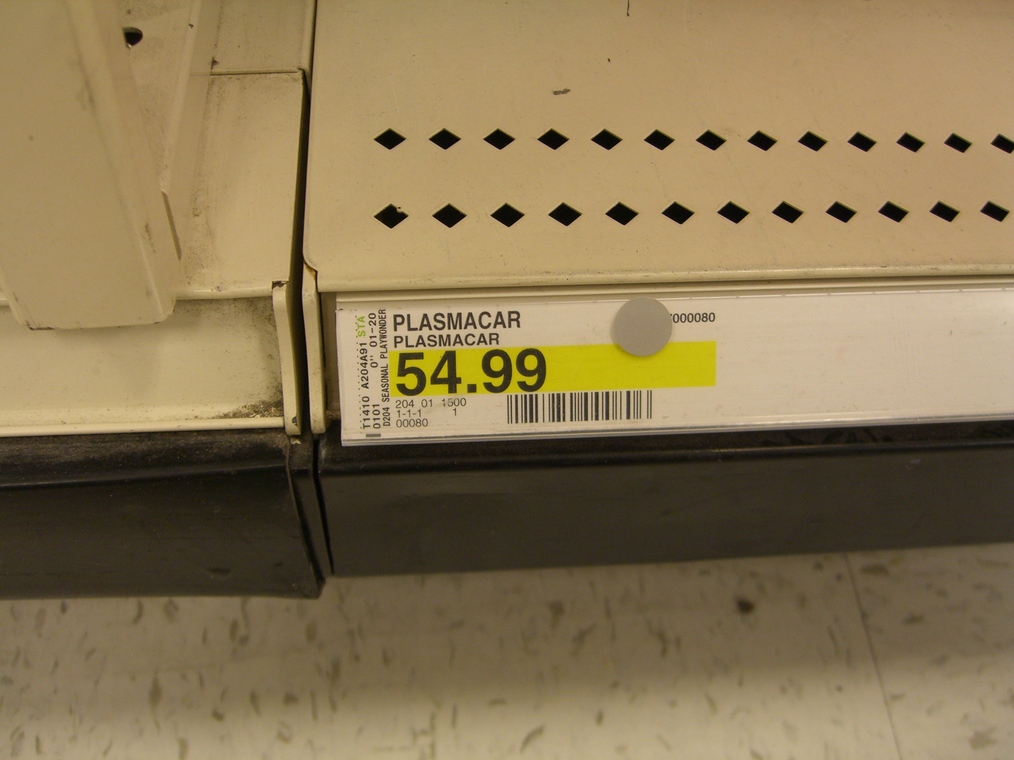 PLASMACAR
PLASMACAR
54.99
204 01 1500
1-1-1 1
00080
000080
T1410 A204A91 STA
D101 0" 01-20
D204 SEASONAL PLAYWONDER